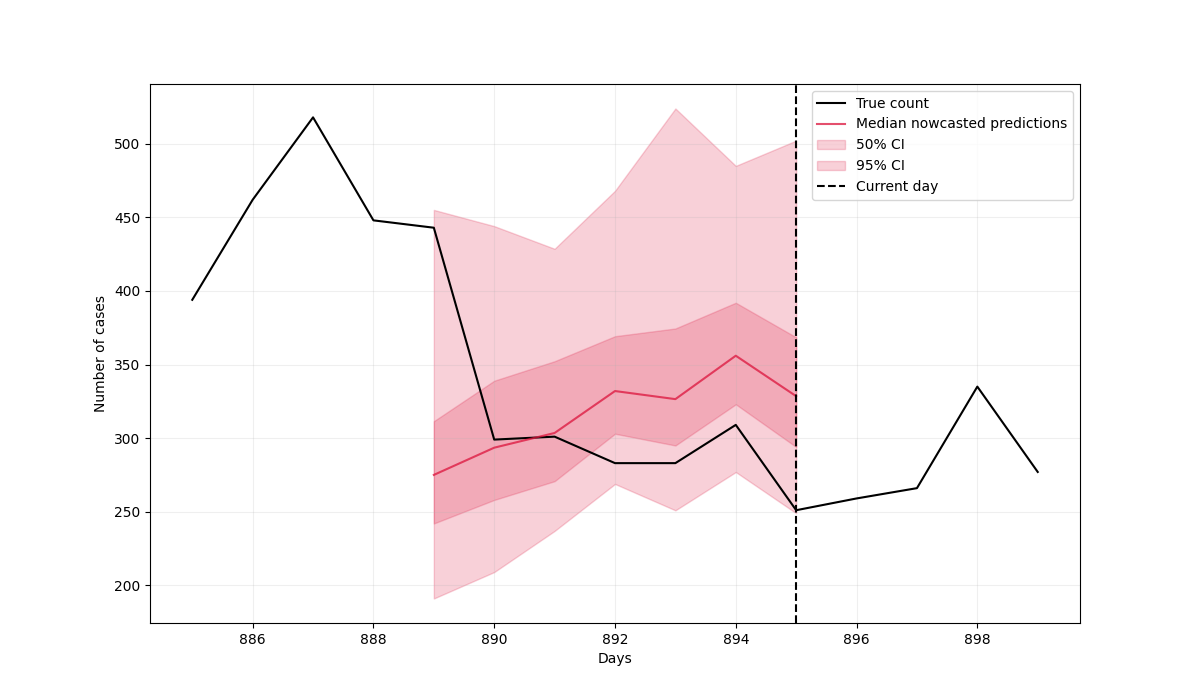 True count
Median nowcasted predictions
50% CI
95% CI
Current day
Number of cases
500
450
400
350
300
250
200
886 888 890 892 894 896 898
Days